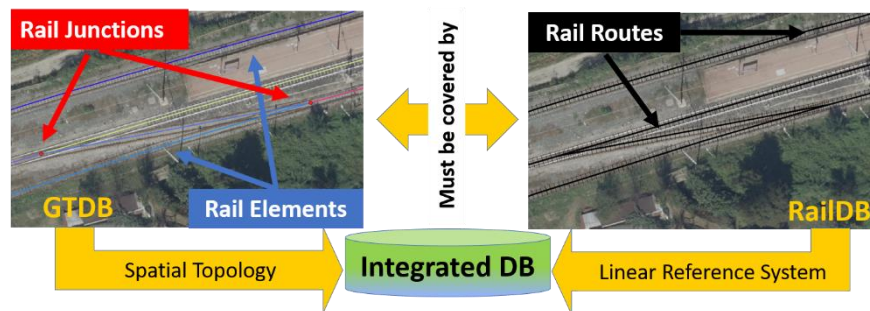 Rail Junctions
Rail Elements
GTDB
Must be covered by
Rail Routes
RailDB
Spatial Topology
Integrated DB
Linear Reference System